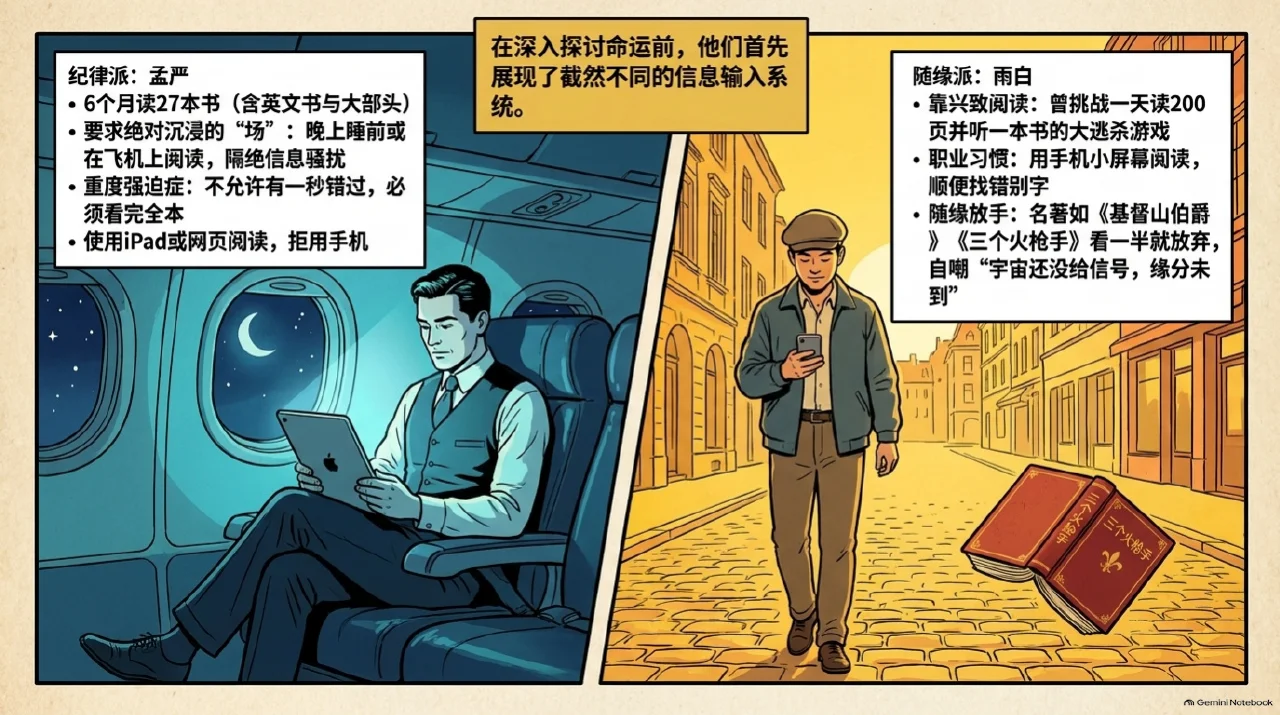 在深入探讨命运前，他们首先
展现了截然不同的信息输入系
统。
纪律派：孟严
• 6个月读27本书（含英文书与大部头）
• 要求绝对沉浸的“场”：晚上睡前或
在飞机上阅读，隔绝信息骚扰
• 重度强迫症：不允许有一秒错过，必
须看完全本
• 使用iPad或网页阅读，拒用手机
随缘派：雨白
• 靠兴致阅读：曾挑战一天读200
页并听一本书的大逃杀游戏
• 职业习惯：用手机小屏幕阅读，
顺便找错别字
• 随缘放手：名著如《基督山伯爵
》《三个火枪手》看一半就放弃，
自嘲“宇宙还没给信号，缘分未
到”
三个火枪手
三个火枪手
Gemini Notebook